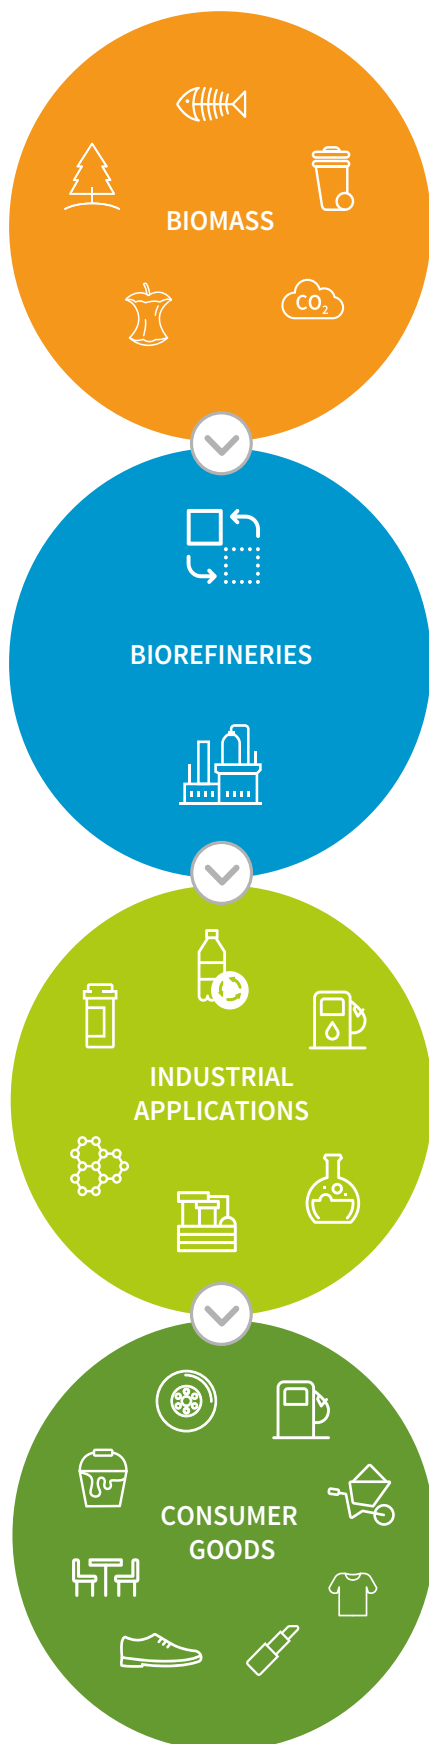 BIOMASS
CO₂
BIOREFINERIES
INDUSTRIAL
APPLICATIONS
CONSUMER
GOODS